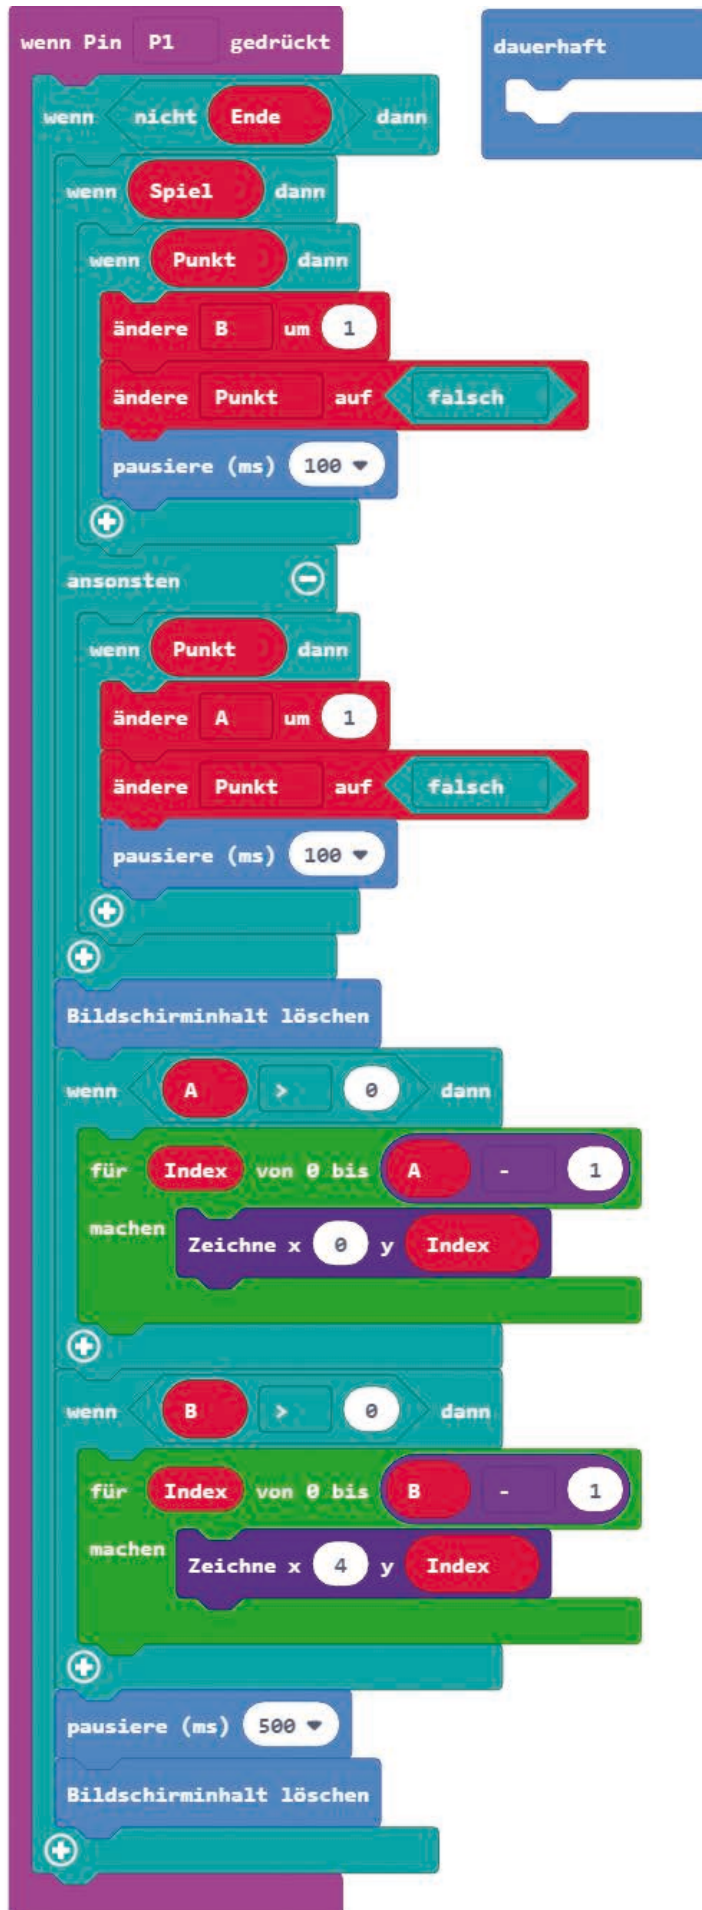 wenn Pin P1 gedrückt
dauerhaft
wenn nicht Ende dann
wenn Spiel dann
wenn Punkt dann
ändere B um 1
ändere Punkt auf falsch
pausiere (ms) 100
ansonsten
wenn Punkt dann
ändere A um 1
ändere Punkt auf falsch
pausiere (ms) 100
Bildschirminhalt löschen
wenn A > 0 dann
für Index von 0 bis A - 1
machen Zeichne x 0 y Index
wenn B > 0 dann
für Index von 0 bis B - 1
machen Zeichne x 4 y Index
pausiere (ms) 500
Bildschirminhalt löschen